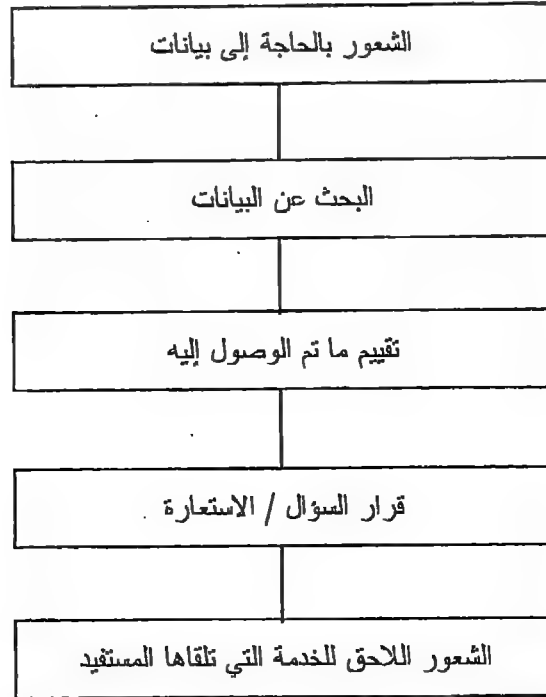 الشعور بالحاجة إلى بيانات
البحث عن البيانات
تقييم ما تم الوصول إليه
قرار السؤال / الاستعارة
الشعور اللاحق للخدمة التي تلقاها المستفيد